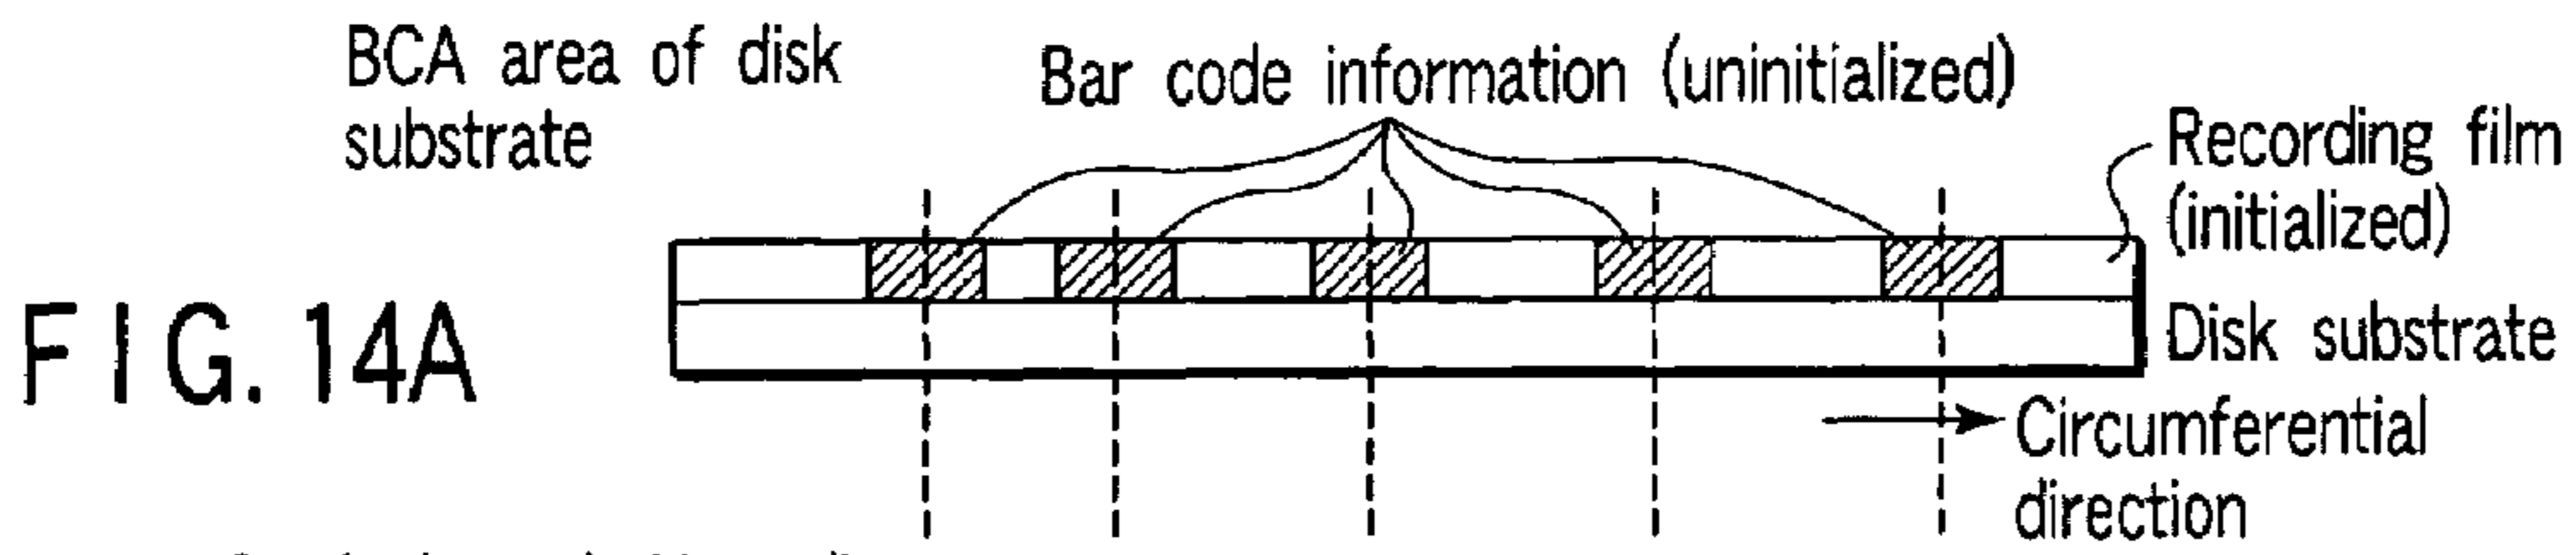 BCA area of disk
substrate
Bar code information (uninitialized)
Recording film
(initialized)
FIG. 14A
Disk substrate
Circumferential
direction